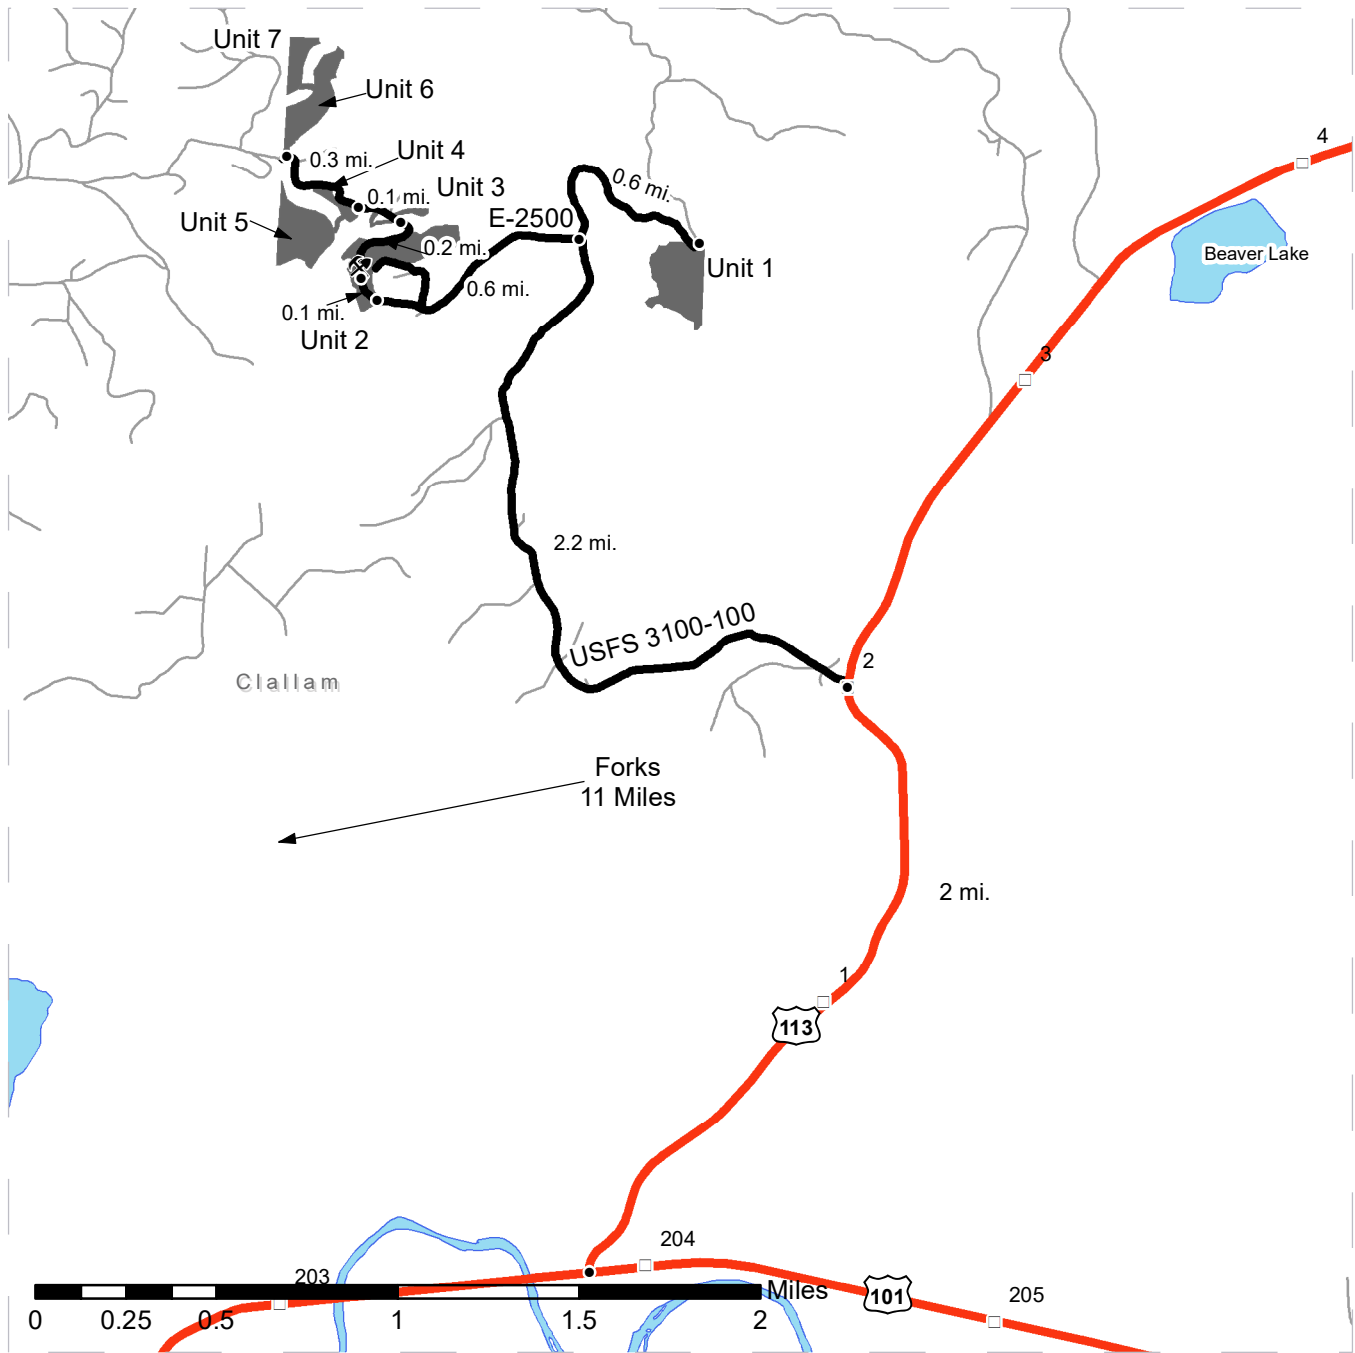 Unit 7
Unit 6
4
Unit 4
0.3 mi.
0.6 mi.
Unit 3
0.1 mi.
Unit 5
E-2500
0.2 mi.
Beaver Lake
Unit 1
0.6 mi.
0.1 mi.
Unit 2
3
2.2 mi.
USFS 3100-100
2
Clallam
Forks
11 Miles
2 mi.
1
113
204
203
Miles
101
205
0
0.25
0.5
1
1.5
2